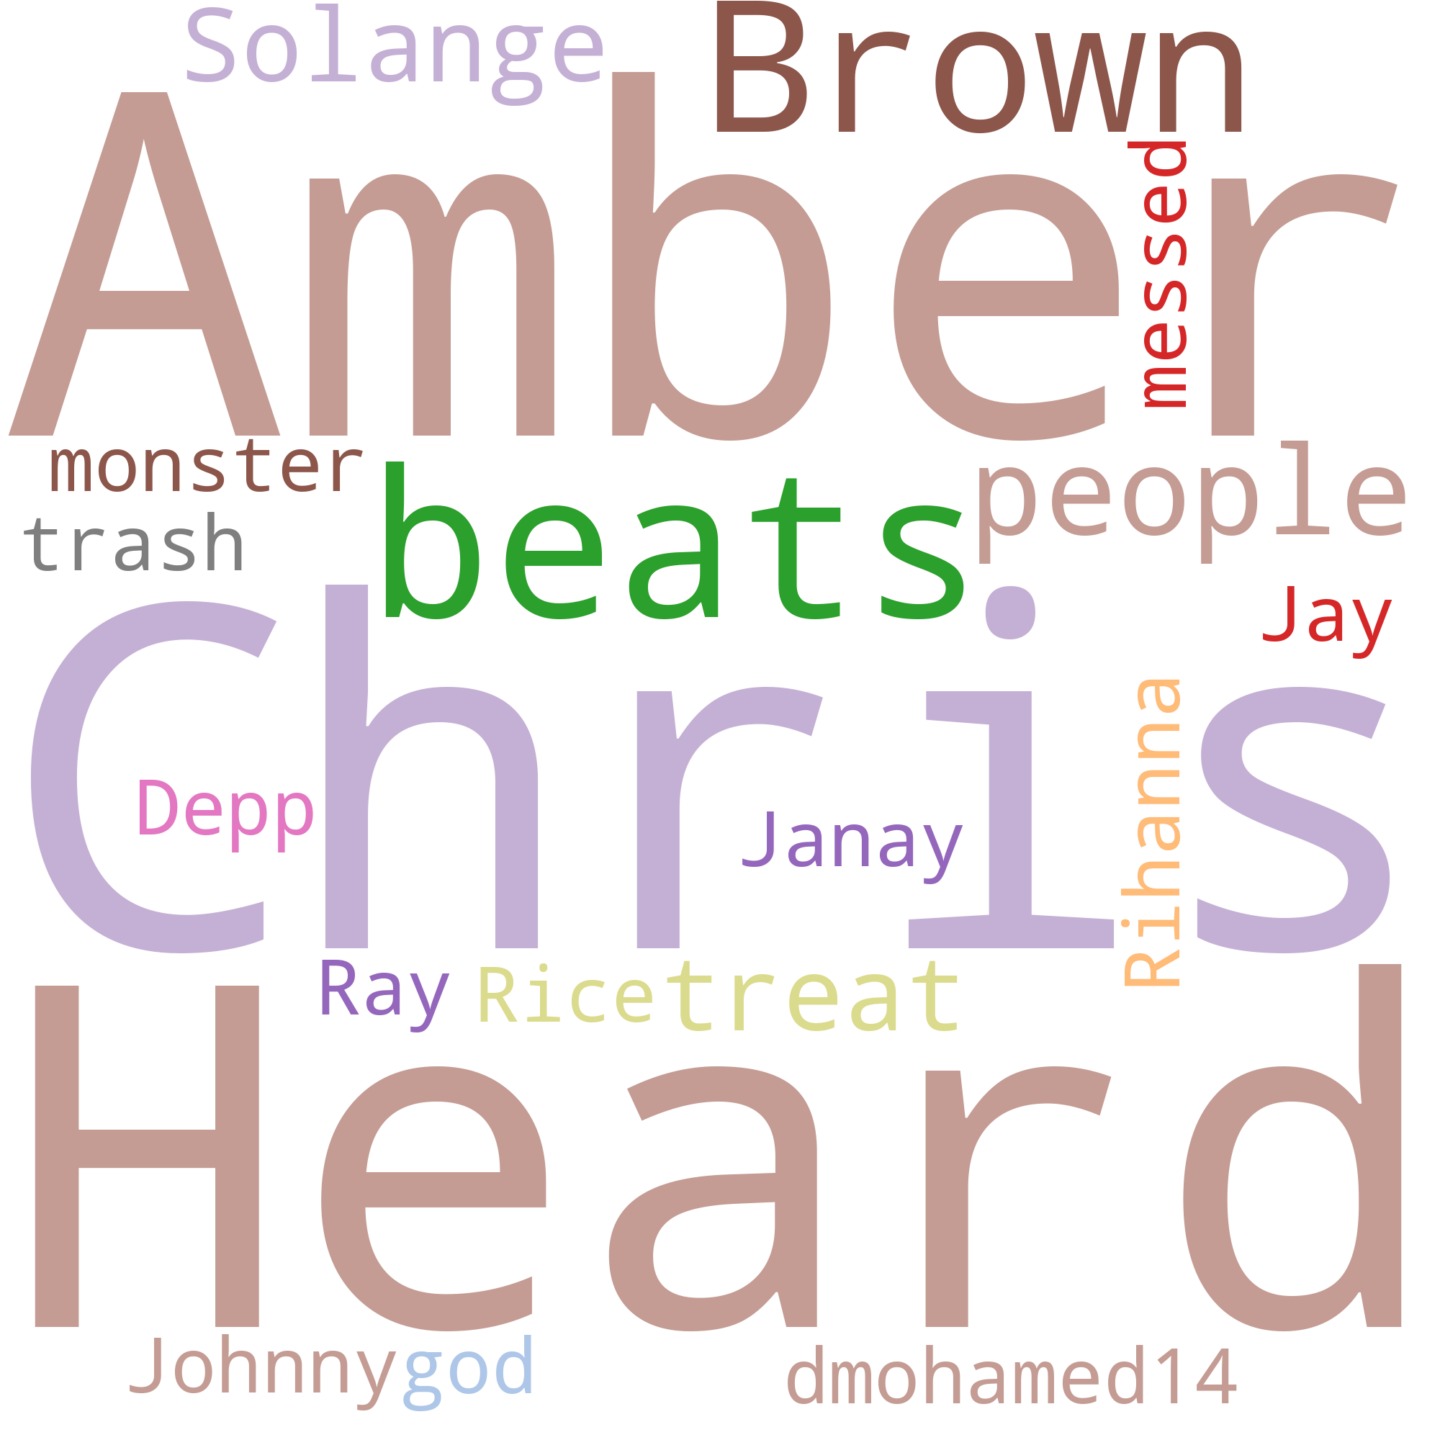 Solange
Brown
Amber
messed
monster
beats
people
trash
Jay
Chris
Rihanna
Depp
Janay
Ray
Rice
treat
Heard
Johnny
god
dmohamed14